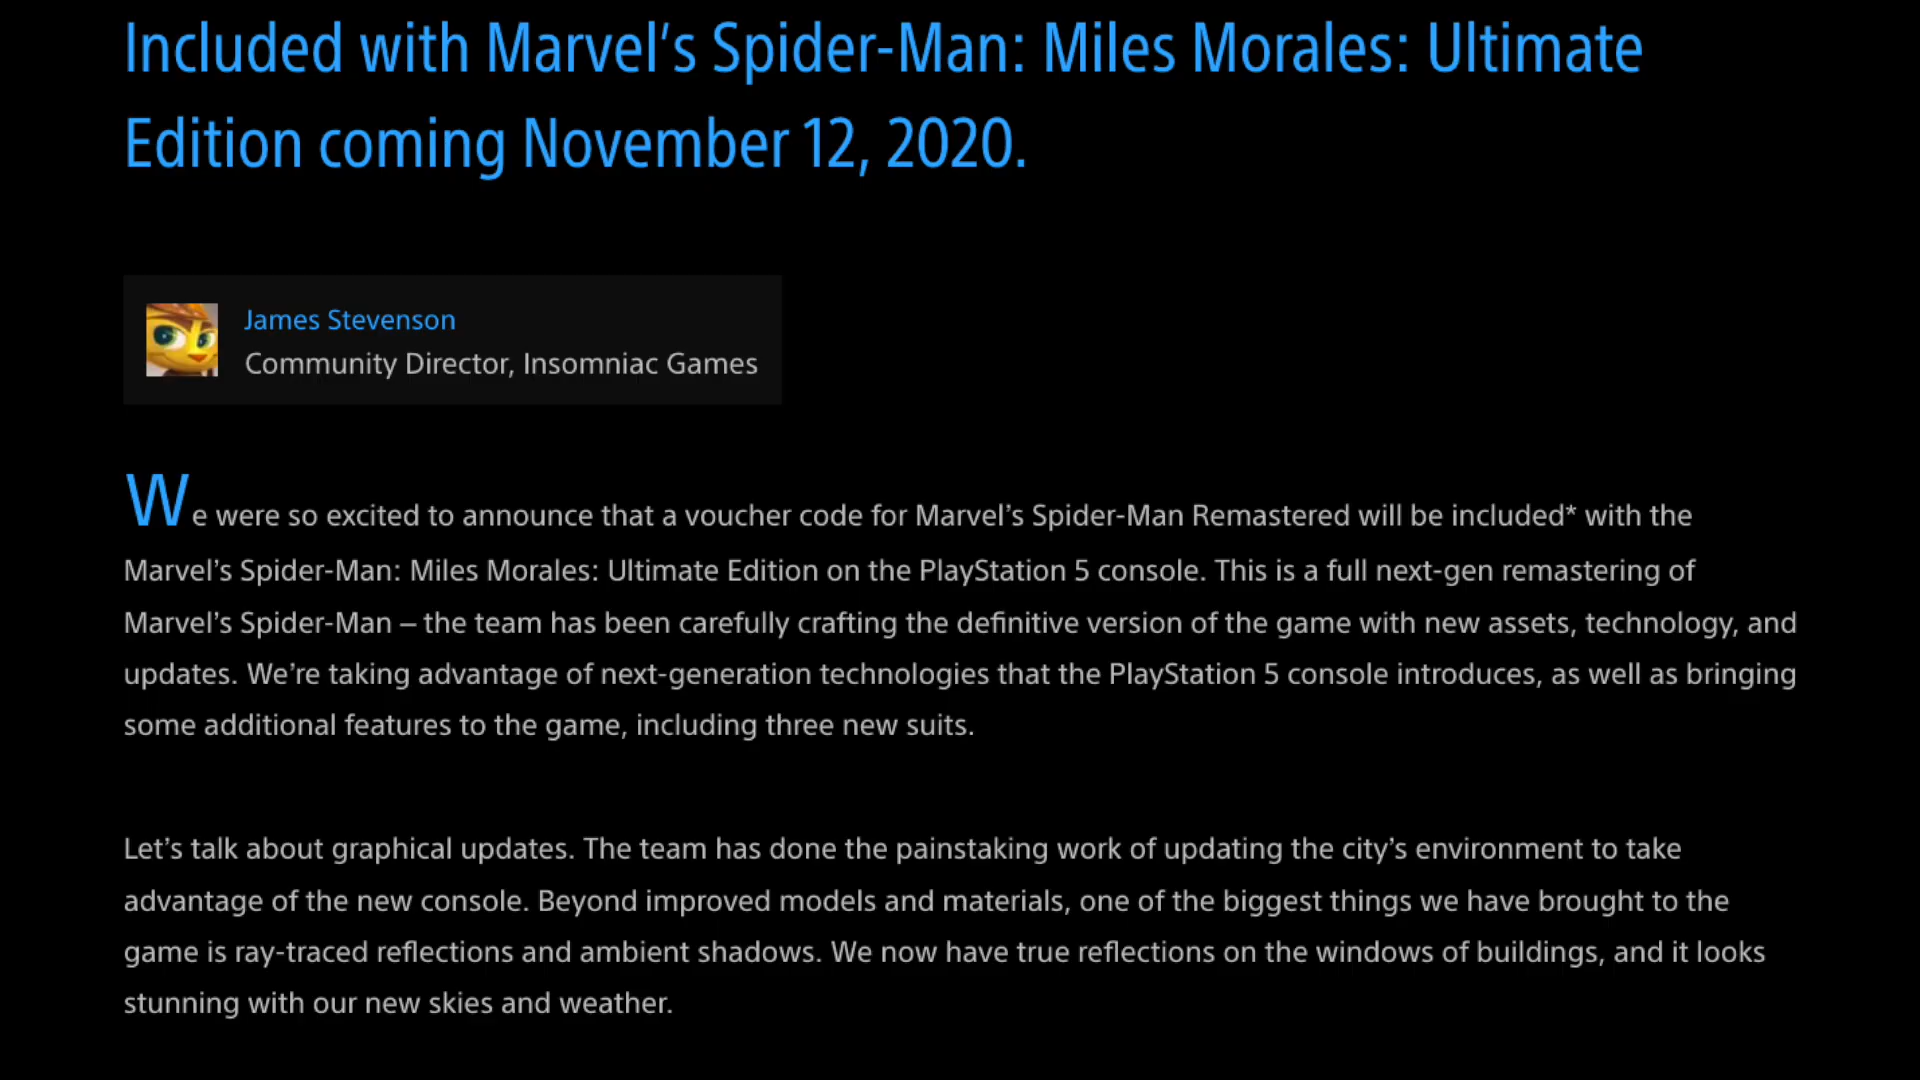 Included with Marvel’s Spider-Man: Miles Morales: Ultimate
Edition coming November 12, 2020.
James Stevenson
Community Director, Insomniac Games
We were so excited to announce that a voucher code for Marvel’s Spider-Man Remastered will be included* with the
Marvel’s Spider-Man: Miles Morales: Ultimate Edition on the PlayStation 5 console. This is a full next-gen remastering of
Marvel’s Spider-Man – the team has been carefully crafting the definitive version of the game with new assets, technology, and
updates. We’re taking advantage of next-generation technologies that the PlayStation 5 console introduces, as well as bringing
some additional features to the game, including three new suits.
Let’s talk about graphical updates. The team has done the painstaking work of updating the city’s environment to take
advantage of the new console. Beyond improved models and materials, one of the biggest things we have brought to the
game is ray-traced reflections and ambient shadows. We now have true reflections on the windows of buildings, and it looks
stunning with our new skies and weather.